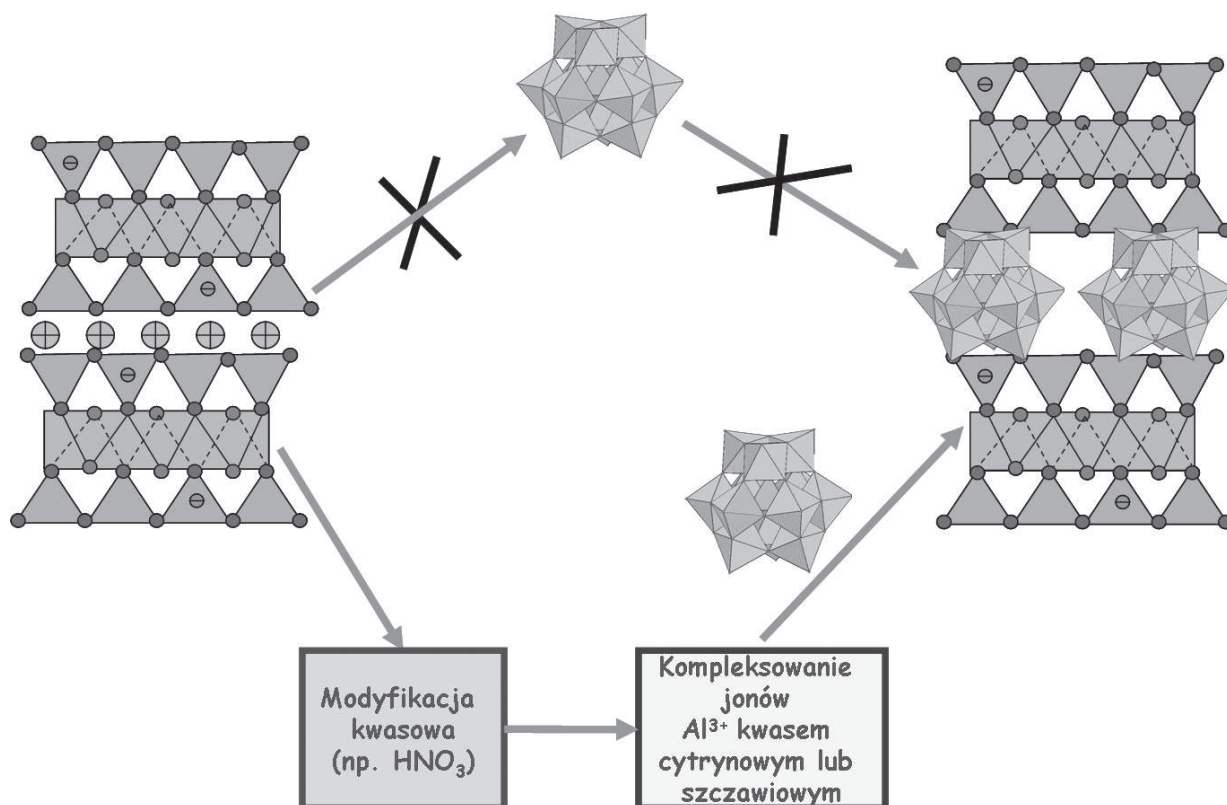 Modyfikacja
kwasowa
(np. HNO₃)
Kompleksowanie
jonów
Al³⁺ kwasem
cytrynowym lub
szczawiowym